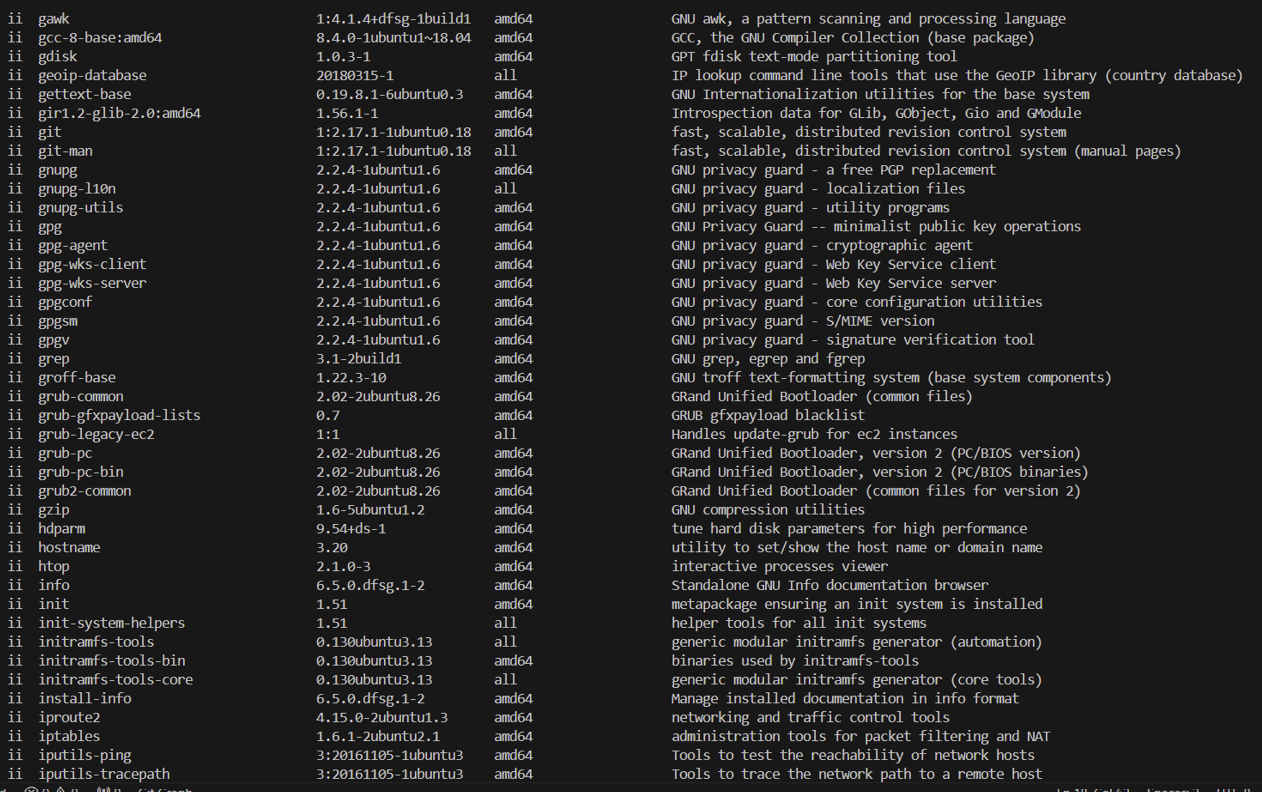 ii gawk 1:4.1.4+dfsg-1build1 amd64 GNU awk, a pattern scanning and processing language
ii gcc-8-base:amd64 8.4.0-1ubuntu1~18.04 amd64 GCC, the GNU Compiler Collection (base package)
ii gdisk 1.0.3-1 amd64 GPT fdisk text-mode partitioning tool
ii geoip-database 20180315-1 all IP lookup command line tools that use the GeoIP library (country database)
ii gettext-base 0.19.8.1-6ubuntu0.3 amd64 GNU Internationalization utilities for the base system
ii gir1.2-glib-2.0:amd64 1.56.1-1 amd64 Introspection data for GLib, GObject, Gio and GModule
ii git 1:2.17.1-1ubuntu0.18 amd64 fast, scalable, distributed revision control system
ii git-man 1:2.17.1-1ubuntu0.18 all fast, scalable, distributed revision control system (manual pages)
ii gnupg 2.2.4-1ubuntu1.6 amd64 GNU privacy guard - a free PGP replacement
ii gnupg-l10n 2.2.4-1ubuntu1.6 all GNU privacy guard - localization files
ii gnupg-utils 2.2.4-1ubuntu1.6 amd64 GNU privacy guard - utility programs
ii gpg 2.2.4-1ubuntu1.6 amd64 GNU Privacy Guard -- minimalist public key operations
ii gpg-agent 2.2.4-1ubuntu1.6 amd64 GNU privacy guard - cryptographic agent
ii gpg-wks-client 2.2.4-1ubuntu1.6 amd64 GNU privacy guard - Web Key Service client
ii gpg-wks-server 2.2.4-1ubuntu1.6 amd64 GNU privacy guard - Web Key Service server
ii gpgconf 2.2.4-1ubuntu1.6 amd64 GNU privacy guard - core configuration utilities
ii gpgsm 2.2.4-1ubuntu1.6 amd64 GNU privacy guard - S/MIME version
ii gpgv 2.2.4-1ubuntu1.6 amd64 GNU privacy guard - signature verification tool
ii grep 3.1-2build1 amd64 GNU grep, egrep and fgrep
ii groff-base 1.22.3-10 amd64 GNU troff text-formatting system (base system components)
ii grub-common 2.02-2ubuntu8.26 amd64 GRand Unified Bootloader (common files)
ii grub-gfxpayload-lists 0.7 amd64 GRUB gfxpayload blacklist
ii grub-legacy-ec2 1:1 all Handles update-grub for ec2 instances
ii grub-pc 2.02-2ubuntu8.26 amd64 GRand Unified Bootloader, version 2 (PC/BIOS version)
ii grub-pc-bin 2.02-2ubuntu8.26 amd64 GRand Unified Bootloader, version 2 (PC/BIOS binaries)
ii grub2-common 2.02-2ubuntu8.26 amd64 GRand Unified Bootloader (common files for version 2)
ii gzip 1.6-5ubuntu1.2 amd64 GNU compression utilities
ii hdparm 9.54+ds-1 amd64 tune hard disk parameters for high performance
ii hostname 3.20 amd64 utility to set/show the host name or domain name
ii htop 2.1.0-3 amd64 interactive processes viewer
ii info 6.5.0.dfsg.1-2 amd64 Standalone GNU Info documentation browser
ii init 1.51 amd64 metapackage ensuring an init system is installed
ii init-system-helpers 1.51 all helper tools for all init systems
ii initramfs-tools 0.130ubuntu3.13 all generic modular initramfs generator (automation)
ii initramfs-tools-bin 0.130ubuntu3.13 amd64 binaries used by initramfs-tools
ii initramfs-tools-core 0.130ubuntu3.13 all generic modular initramfs generator (core tools)
ii install-info 6.5.0.dfsg.1-2 amd64 Manage installed documentation in info format
ii iproute2 4.15.0-2ubuntu1.3 amd64 networking and traffic control tools
ii iptables 1.6.1-2ubuntu2.1 amd64 administration tools for packet filtering and NAT
ii iputils-ping 3:20161105-1ubuntu3 amd64 Tools to test the reachability of network hosts
ii iputils-tracepath 3:20161105-1ubuntu3 amd64 Tools to trace the network path to a remote host